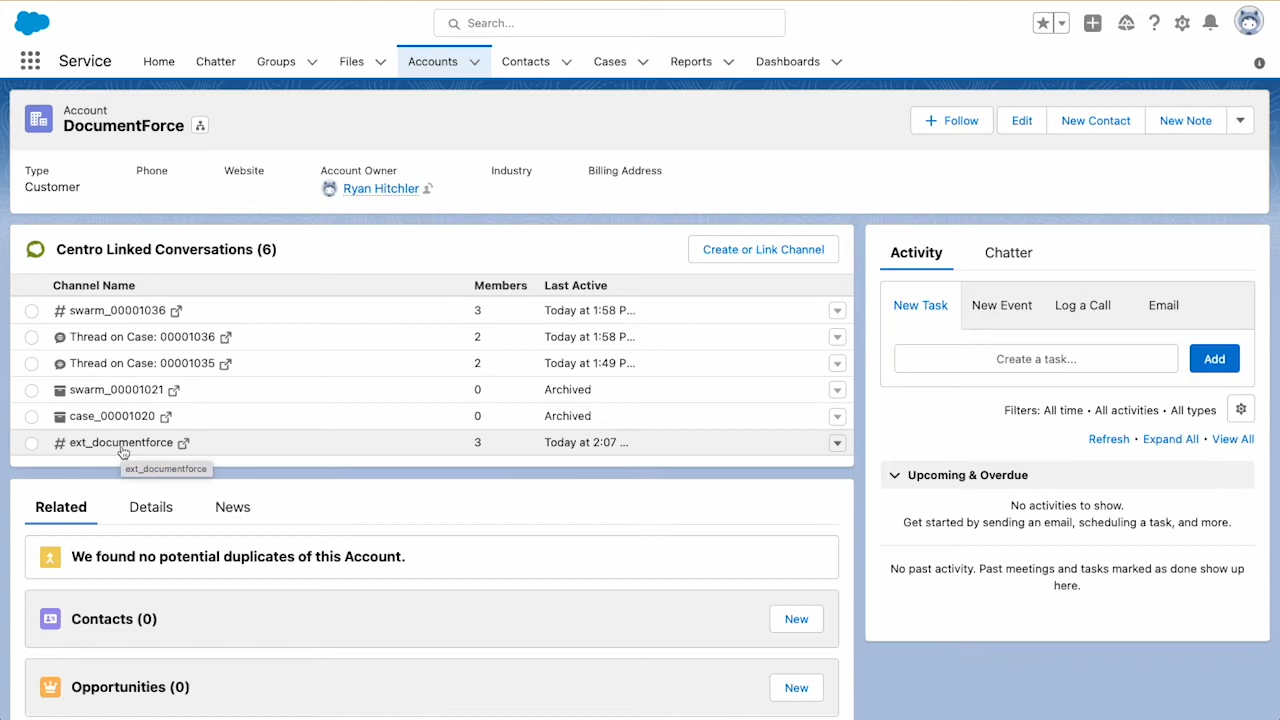 Search...
Service
Home
Chatter
Groups
Files
Accounts
Contacts
Cases
Reports
Dashboards
Account
DocumentForce
Follow
Edit
New Contact
New Note
Type
Phone
Website
Account Owner
Industry
Billing Address
Customer
Ryan Hitchler
Centro Linked Conversations (6)
Create or Link Channel
Channel Name Members Last Active
# swarm_00001036 3 Today at 1:58 P...
Thread on Case: 00001036 2 Today at 1:58 P...
Thread on Case: 00001035 2 Today at 1:49 P...
swarm_00001021 0 Archived
case_00001020 0 Archived
# ext_documentforce 3 Today at 2:07 ...
ext_documentforce
Related
Details
News
We found no potential duplicates of this Account.
Contacts (0)
New
Opportunities (0)
New
Activity
Chatter
New Task
New Event
Log a Call
Email
Create a task...
Add
Filters: All time • All activities • All types
Refresh • Expand All • View All
Upcoming & Overdue
No activities to show.
Get started by sending an email, scheduling a task, and more.
No past activity. Past meetings and tasks marked as done show up
here.